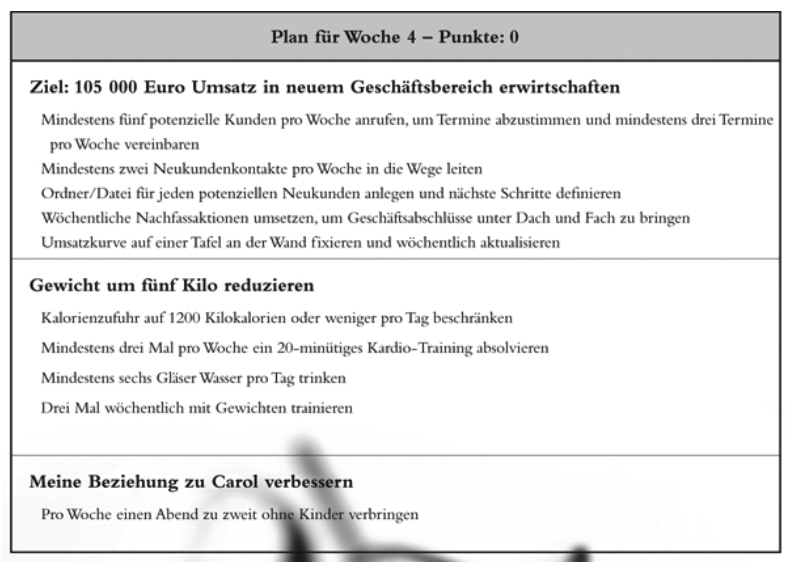 Plan für Woche 4 – Punkte: 0
Ziel: 105 000 Euro Umsatz in neuem Geschäftsbereich erwirtschaften
Mindestens fünf potenzielle Kunden pro Woche anrufen, um Termine abzustimmen und mindestens drei Termine
pro Woche vereinbaren
Mindestens zwei Neukundenkontakte pro Woche in die Wege leiten
Ordner/Datei für jeden potenziellen Neukunden anlegen und nächste Schritte definieren
Wöchentliche Nachfassaktionen umsetzen, um Geschäftsabschlüsse unter Dach und Fach zu bringen
Umsatzkurve auf einer Tafel an der Wand fixieren und wöchentlich aktualisieren
Gewicht um fünf Kilo reduzieren
Kalorienzufuhr auf 1200 Kilokalorien oder weniger pro Tag beschränken
Mindestens drei Mal pro Woche ein 20-minütiges Kardio-Training absolvieren
Mindestens sechs Gläser Wasser pro Tag trinken
Drei Mal wöchentlich mit Gewichten trainieren
Meine Beziehung zu Carol verbessern
Pro Woche einen Abend zu zweit ohne Kinder verbringen